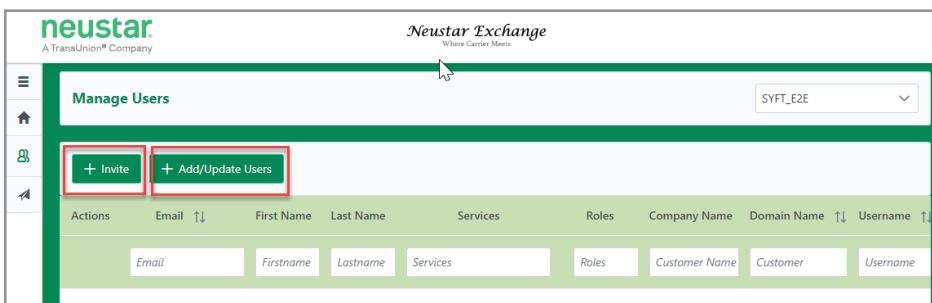 neustar.
A TransUnion® Company
Neustar Exchange
Where Carrier Meets
Manage Users
SYFT_E2E
+ Invite
+ Add/Update Users
Actions Email First Name Last Name Services Roles Company Name Domain Name Username
Email Firstname Lastname Services Roles Customer Name Customer Username